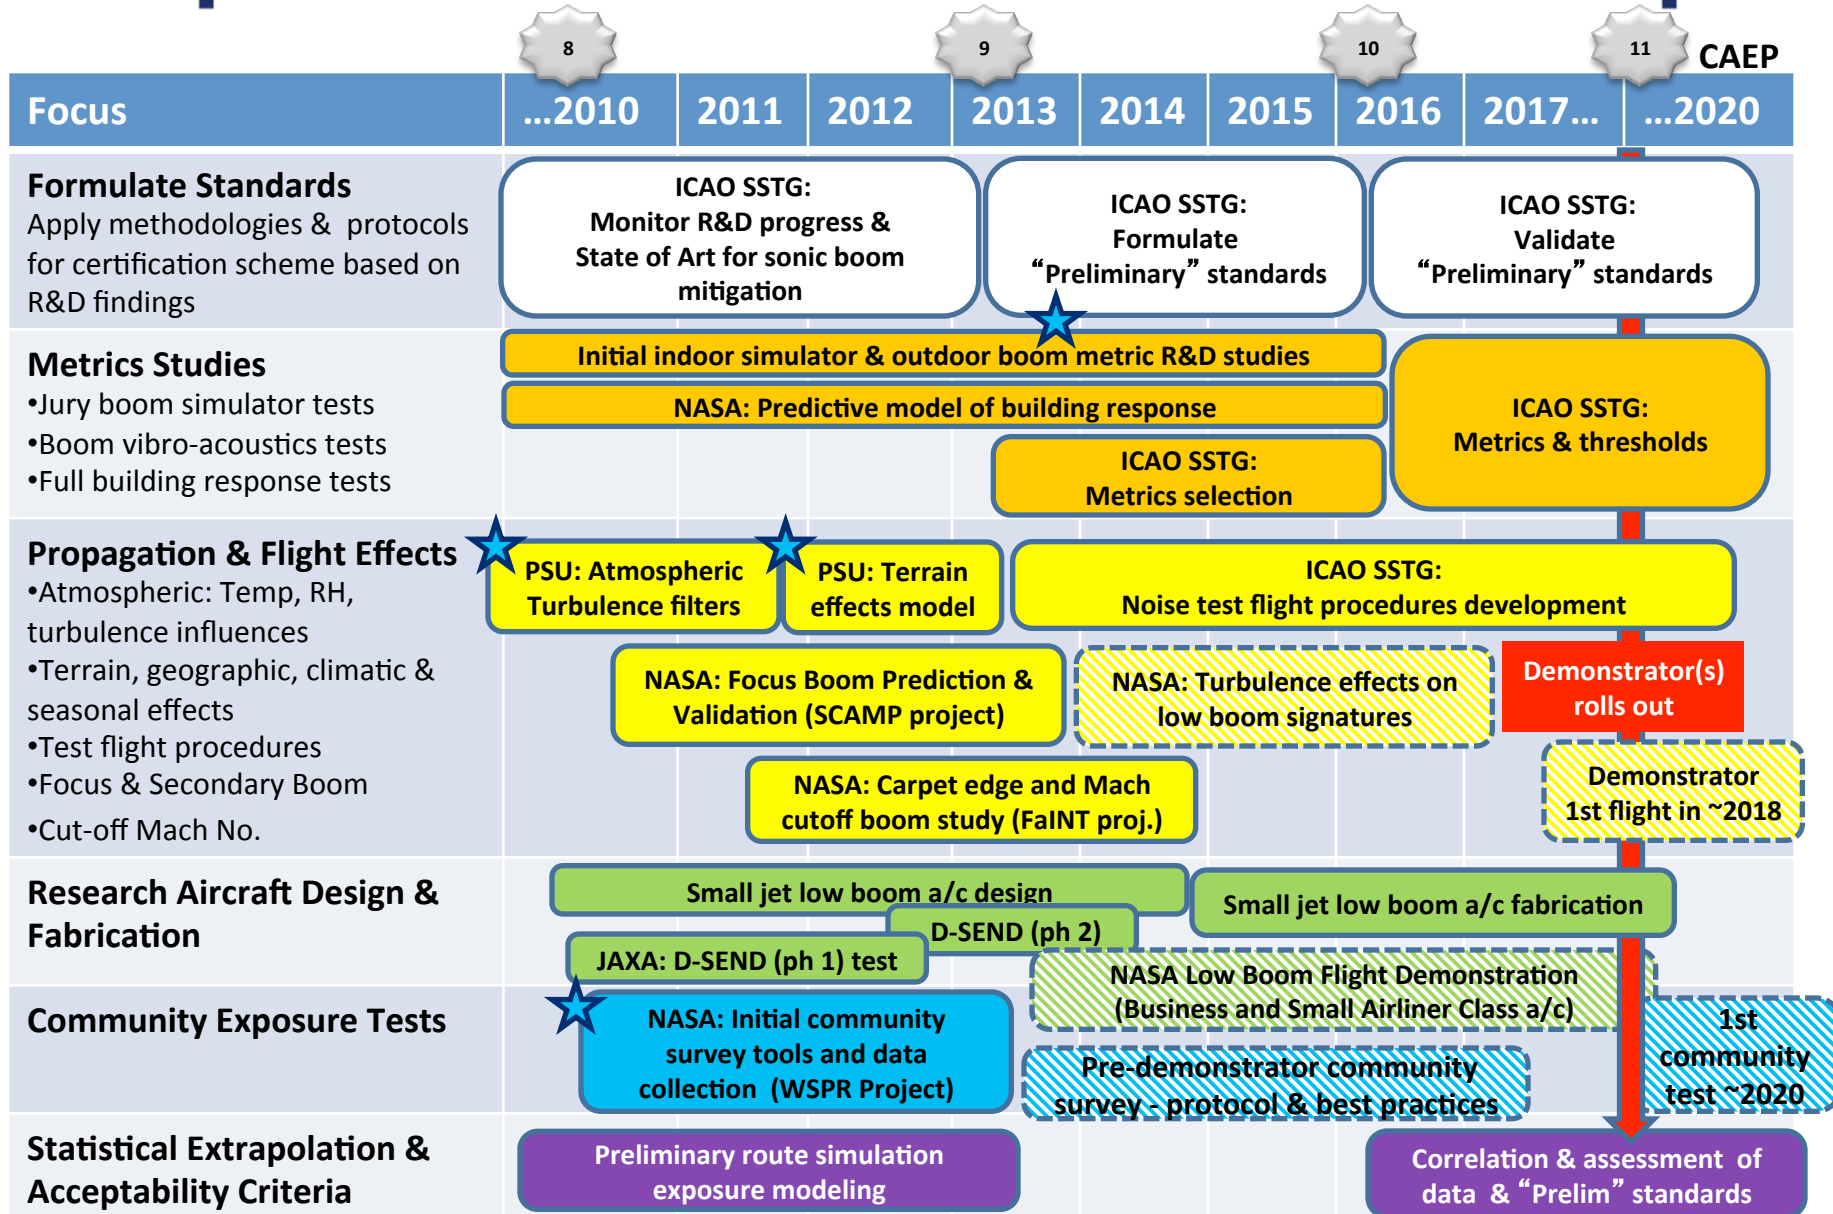 8
9
10
11
CAEP
Focus
...2010
2011
2012
2013
2014
2015
2016
2017...
...2020
Formulate Standards
Apply methodologies & protocols
for certification scheme based on
R&D findings
ICAO SSTG:
Monitor R&D progress &
State of Art for sonic boom
mitigation
ICAO SSTG:
Formulate
“Preliminary” standards
ICAO SSTG:
Validate
“Preliminary” standards
Metrics Studies
•Jury boom simulator tests
•Boom vibro-acoustics tests
•Full building response tests
Initial indoor simulator & outdoor boom metric R&D studies
NASA: Predictive model of building response
ICAO SSTG:
Metrics selection
ICAO SSTG:
Metrics & thresholds
Propagation & Flight Effects
•Atmospheric: Temp, RH,
turbulence influences
•Terrain, geographic, climatic &
seasonal effects
•Test flight procedures
•Focus & Secondary Boom
•Cut-off Mach No.
PSU: Atmospheric
Turbulence filters
PSU: Terrain
effects model
ICAO SSTG:
Noise test flight procedures development
NASA: Focus Boom Prediction &
Validation (SCAMP project)
NASA: Turbulence effects on
low boom signatures
Demonstrator(s)
rolls out
NASA: Carpet edge and Mach
cutoff boom study (FaINT proj.)
Demonstrator
1st flight in ~2018
Research Aircraft Design &
Fabrication
Small jet low boom a/c design
D-SEND (ph 2)
JAXA: D-SEND (ph 1) test
Small jet low boom a/c fabrication
NASA Low Boom Flight Demonstration
(Business and Small Airliner Class a/c)
Community Exposure Tests
NASA: Initial community
survey tools and data
collection (WSPR Project)
Pre-demonstrator community
survey - protocol & best practices
1st
community
test ~2020
Statistical Extrapolation &
Acceptability Criteria
Preliminary route simulation
exposure modeling
Correlation & assessment of
data & “Prelim” standards